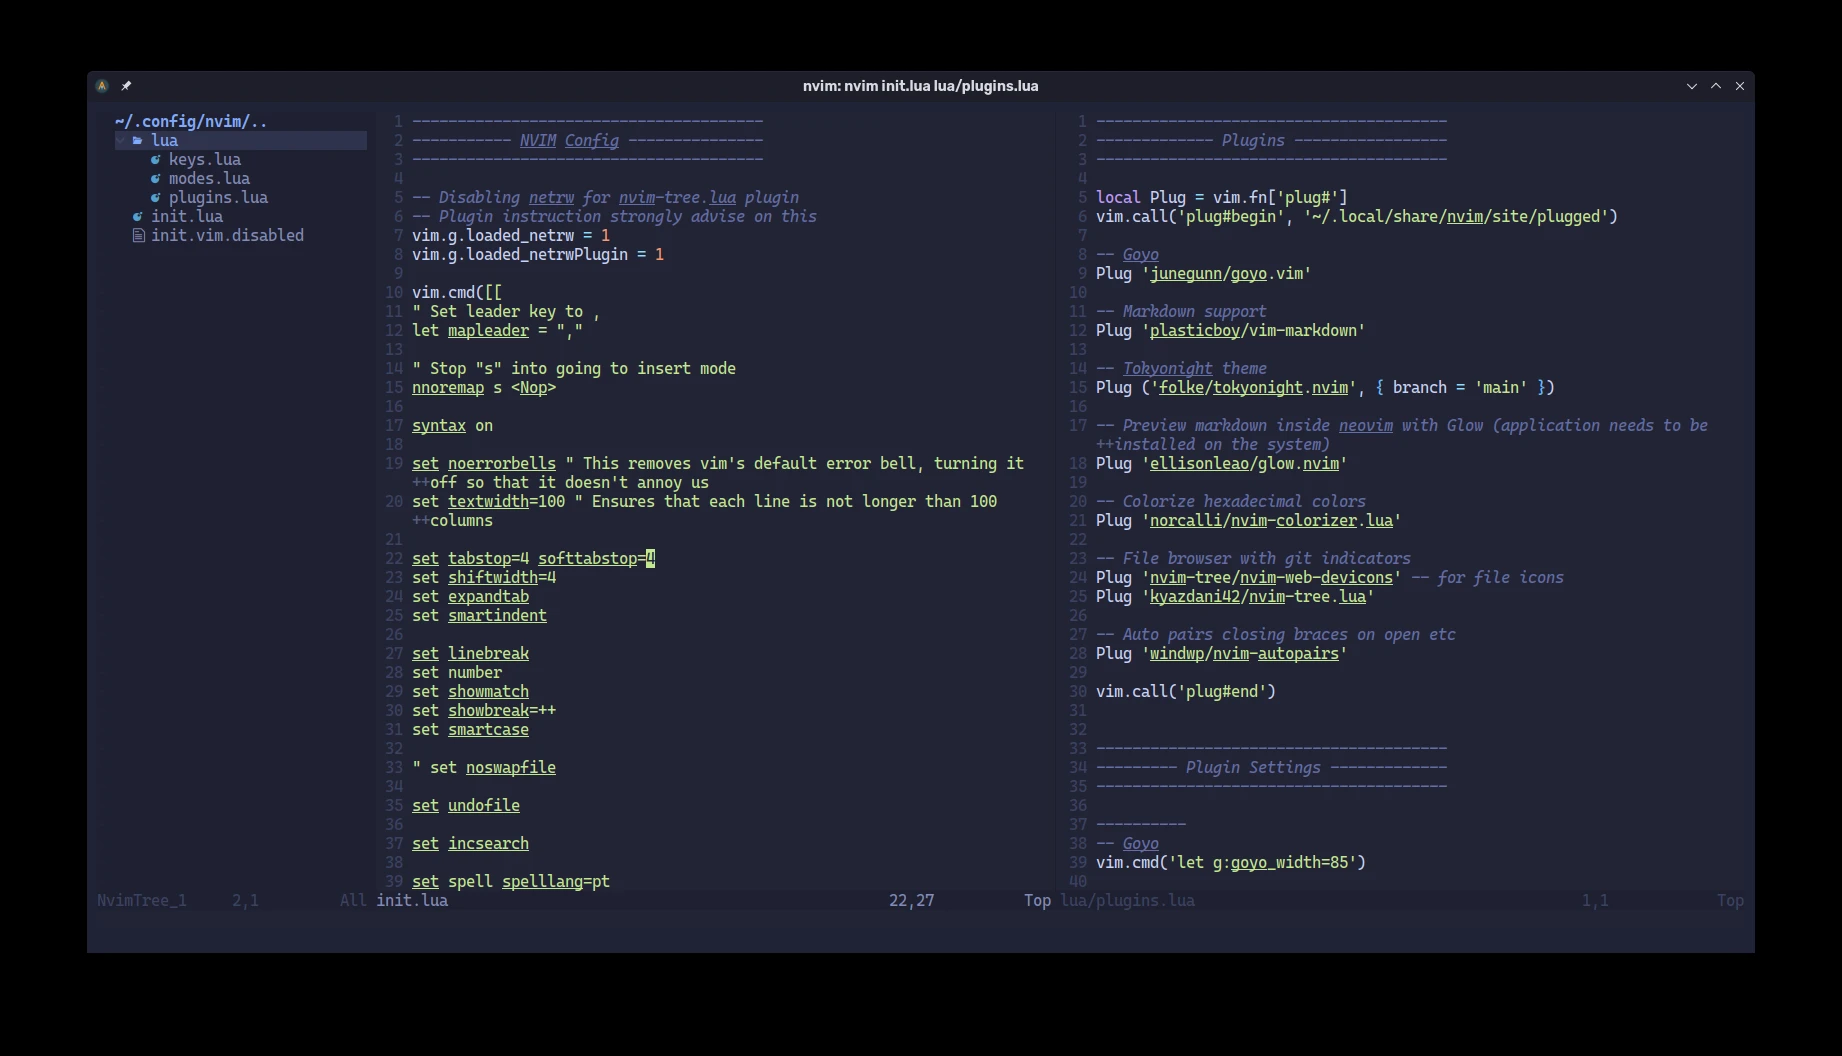 nvim: nvim init.lua lua/plugins.lua
~/.config/nvim/..
lua
keys.lua
modes.lua
plugins.lua
init.lua
init.vim.disabled
1 ---------------------------------------
2 ----------- NVIM Config ---------------
3 ---------------------------------------
4
5 -- Disabling netrw for nvim-tree.lua plugin
6 -- Plugin instruction strongly advise on this
7 vim.g.loaded_netrw = 1
8 vim.g.loaded_netrwPlugin = 1
9
10 vim.cmd([[
11 " Set leader key to ,
12 let mapleader = ","
13
14 " Stop "s" into going to insert mode
15 nnoremap s <Nop>
16
17 syntax on
18
19 set noerrorbells " This removes vim's default error bell, turning it
++off so that it doesn't annoy us
20 set textwidth=100 " Ensures that each line is not longer than 100
++columns
21
22 set tabstop=4 softtabstop=4
23 set shiftwidth=4
24 set expandtab
25 set smartindent
26
27 set linebreak
28 set number
29 set showmatch
30 set showbreak=++
31 set smartcase
32
33 " set noswapfile
34
35 set undofile
36
37 set incsearch
38
39 set spell spelllang=pt
1 ---------------------------------------
2 ------------- Plugins -----------------
3 ---------------------------------------
4
5 local Plug = vim.fn['plug#']
6 vim.call('plug#begin', '~/.local/share/nvim/site/plugged')
7
8 -- Goyo
9 Plug 'junegunn/goyo.vim'
10
11 -- Markdown support
12 Plug 'plasticboy/vim-markdown'
13
14 -- Tokyonight theme
15 Plug ('folke/tokyonight.nvim', { branch = 'main' })
16
17 -- Preview markdown inside neovim with Glow (application needs to be
++installed on the system)
18 Plug 'ellisonleao/glow.nvim'
19
20 -- Colorize hexadecimal colors
21 Plug 'norcalli/nvim-colorizer.lua'
22
23 -- File browser with git indicators
24 Plug 'nvim-tree/nvim-web-devicons' -- for file icons
25 Plug 'kyazdani42/nvim-tree.lua'
26
27 -- Auto pairs closing braces on open etc
28 Plug 'windwp/nvim-autopairs'
29
30 vim.call('plug#end')
31
32
33 ---------------------------------------
34 --------- Plugin Settings -------------
35 ---------------------------------------
36
37 ----------
38 -- Goyo
39 vim.cmd('let g:goyo_width=85')
40
NvimTree_1 2,1 All init.lua 22,27 Top lua/plugins.lua 1,1 Top